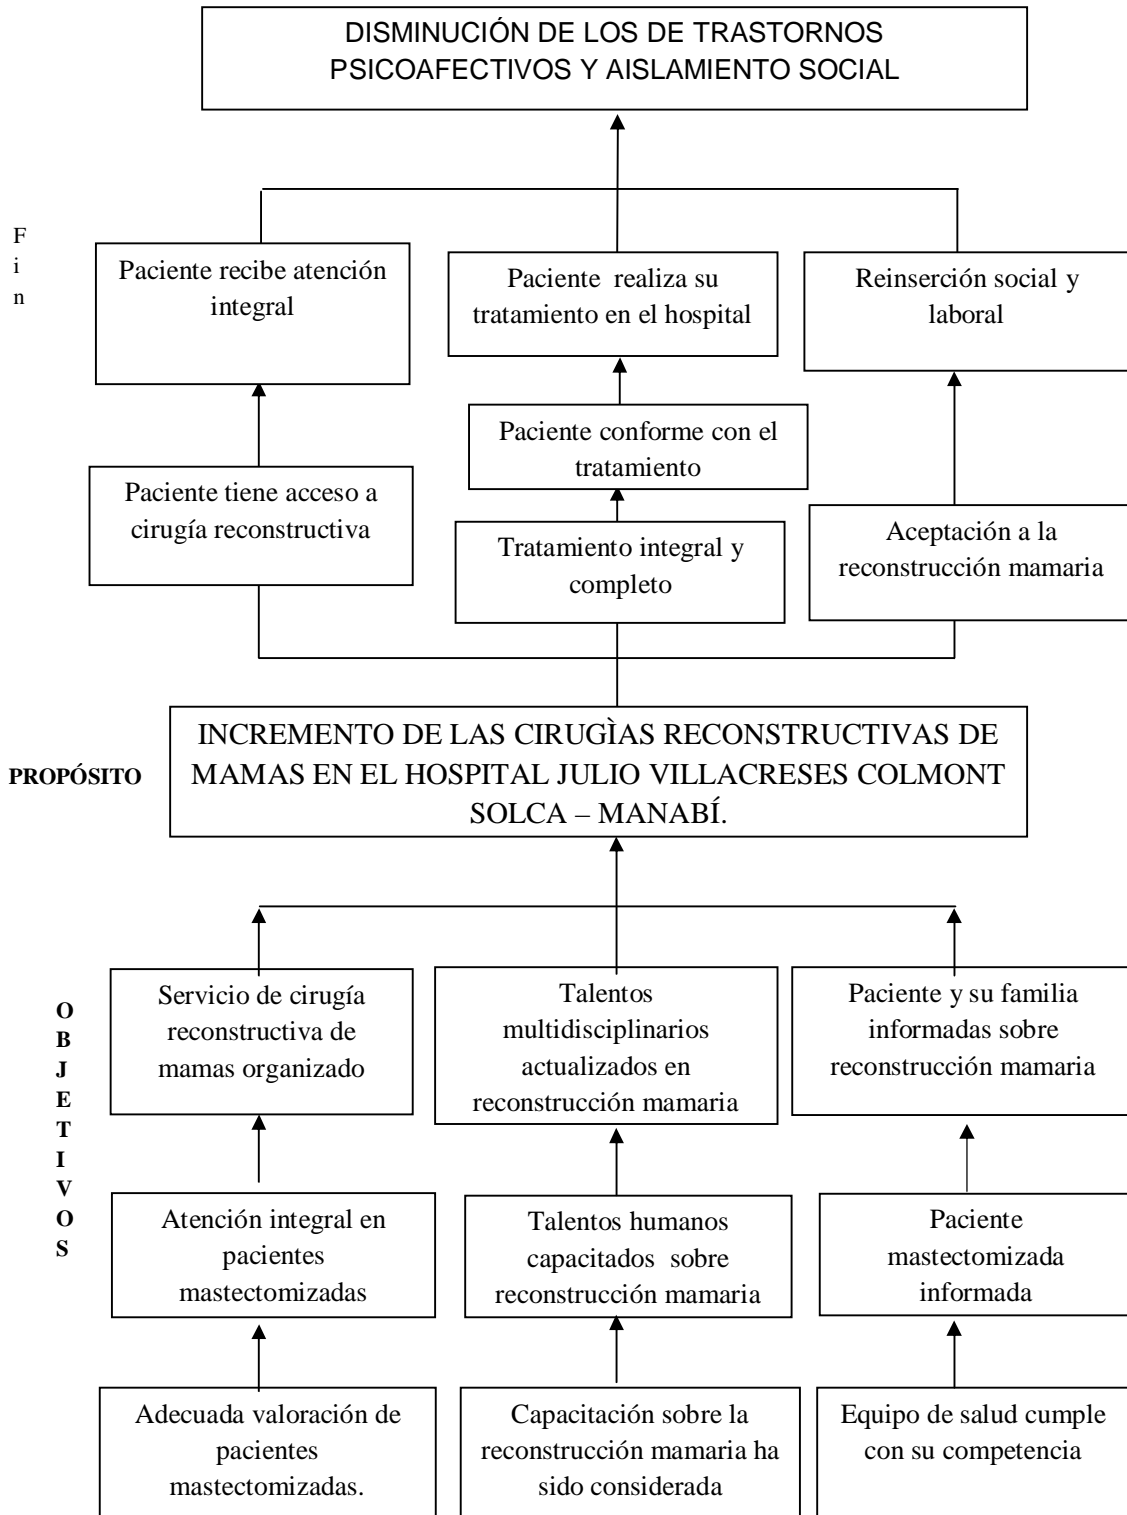 DISMINUCIÓN DE LOS DE TRASTORNOS
PSICOAFECTIVOS Y AISLAMIENTO SOCIAL
F
i
n
Paciente recibe atención
integral
Paciente realiza su
tratamiento en el hospital
Reinserción social y
laboral
Paciente conforme con el
tratamiento
Paciente tiene acceso a
cirugía reconstructiva
Tratamiento integral y
completo
Aceptación a la
reconstrucción mamaria
PROPÓSITO
INCREMENTO DE LAS CIRUGÌAS RECONSTRUCTIVAS DE
MAMAS EN EL HOSPITAL JULIO VILLACRESES COLMONT
SOLCA – MANABÍ.
O
B
J
E
T
I
V
O
S
Servicio de cirugía
reconstructiva de
mamas organizado
Talentos
multidisciplinarios
actualizados en
reconstrucción mamaria
Paciente y su familia
informadas sobre
reconstrucción mamaria
Atención integral en
pacientes
mastectomizadas
Talentos humanos
capacitados sobre
reconstrucción mamaria
Paciente
mastectomizada
informada
Adecuada valoración de
pacientes
mastectomizadas.
Capacitación sobre la
reconstrucción mamaria ha
sido considerada
Equipo de salud cumple
con su competencia